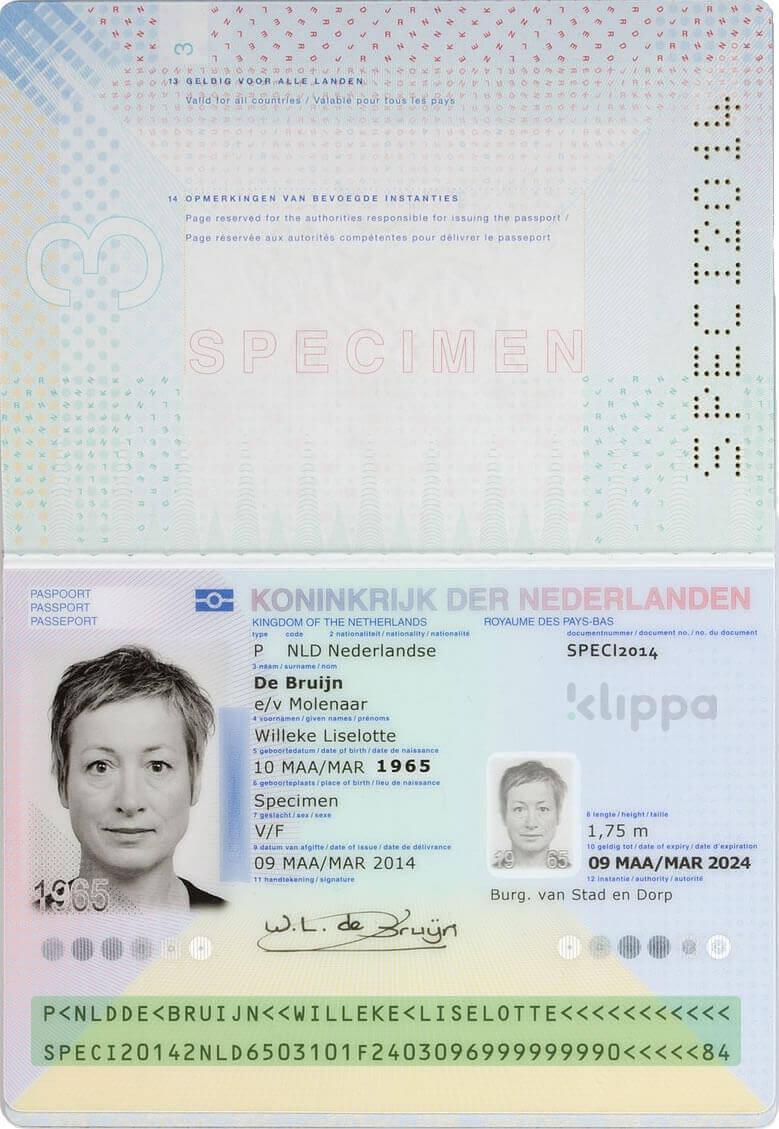 3
13 GELDIG VOOR ALLE LANDEN
Valid for all countries / Valable pour tous les pays
14 OPMERKINGEN VAN BEVOEGDE INSTANTIES
Page reserved for the authorities responsible for issuing the passport /
Page réservée aux autorités compétentes pour délivrer le passeport
3
SPECIMEN
SPECI2014
PASPOORT
PASSPORT
PASSEPORT
KONINKRIJK DER NEDERLANDEN
KINGDOM OF THE NETHERLANDS ROYAUME DES PAYS-BAS
type code 2 nationaliteit / nationality / nationalité documentnummer / document no. / no. du document
P NLD Nederlandse SPECI2014
3 naam / surname / nom
De Bruijn
e/v Molenaar
klippa
4 voornamen / given names / prénoms
Willeke Liselotte
5 geboortedatum / date of birth / date de naissance
10 MAA/MAR 1965
6 geboorteplaats / place of birth / lieu de naissance
Specimen
7 geslacht / sex / sexe 8 lengte / height / taille
V/F 1,75 m
9 datum van afgifte / date of issue / date de délivrance 10 geldig tot / date of expiry / date d'expiration
09 MAA/MAR 2014 09 MAA/MAR 2024
11 handtekening / signature 12 instantie / authority / autorité
Burg. van Stad en Dorp
1965
19 65
W.L. de Bruijn
P<NLDDE<BRUIJN<<WILLEKE<LISELOTTE<<<<<<<<<<<
SPECI20142NLD6503101F2403096999999990<<<<<84